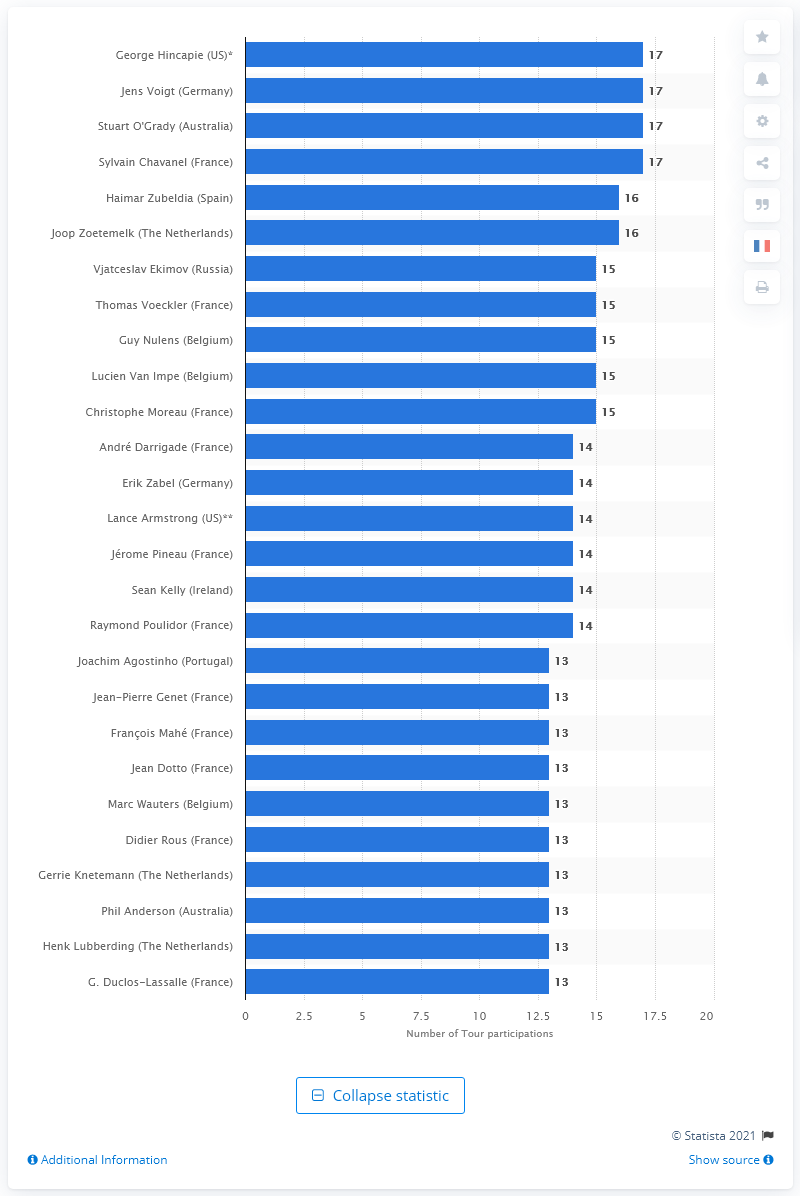 George Hincapie (US)* 17
Jens Voigt (Germany) 17
Stuart O'Grady (Australia) 17
Sylvain Chavanel (France) 17
Haimar Zubeldia (Spain) 16
Joop Zoetemelk (The Netherlands) 16
Vjatceslav Ekimov (Russia) 15
Thomas Voeckler (France) 15
Guy Nulens (Belgium) 15
Lucien Van Impe (Belgium) 15
Christophe Moreau (France) 15
André Darrigade (France) 14
Erik Zabel (Germany) 14
Lance Armstrong (US)** 14
Jérome Pineau (France) 14
Sean Kelly (Ireland) 14
Raymond Poulidor (France) 14
Joachim Agostinho (Portugal) 13
Jean-Pierre Genet (France) 13
François Mahé (France) 13
Jean Dotto (France) 13
Marc Wauters (Belgium) 13
Didier Rous (France) 13
Gerrie Knetemann (The Netherlands) 13
Phil Anderson (Australia) 13
Henk Lubberding (The Netherlands) 13
G. Duclos-Lassalle (France) 13
0 2.5 5 7.5 10 12.5 15 17.5 20
Number of Tour participations
Collapse statistic
© Statista 2021
Additional Information Show source